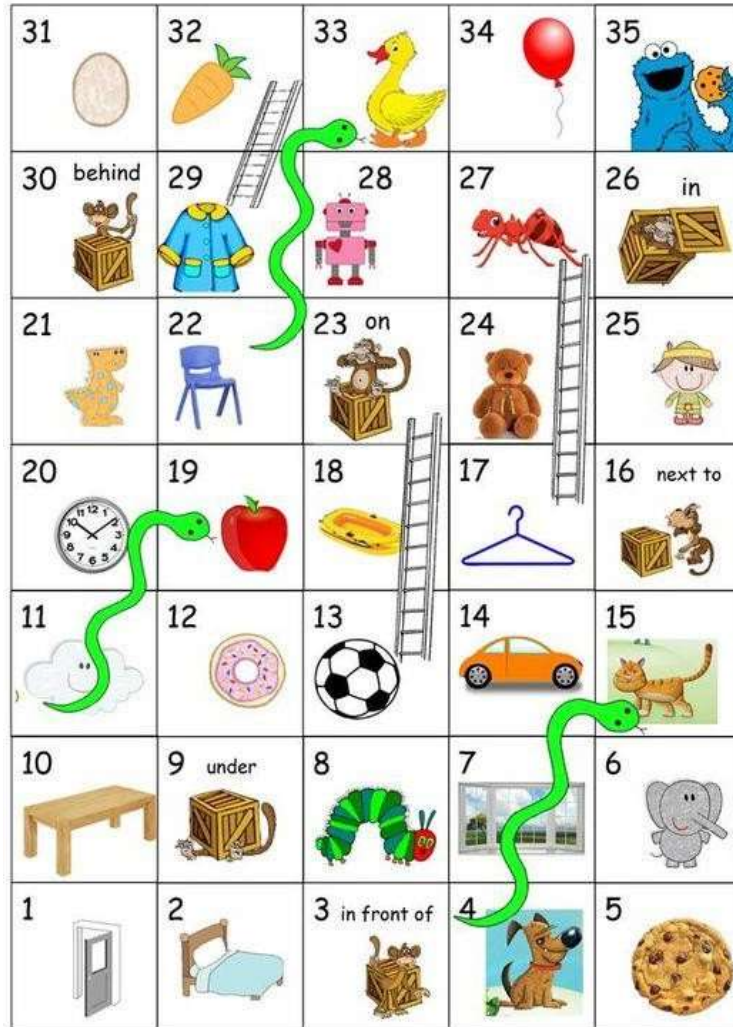 31 32 33 34 35
30 behind 29 28 27 26 in
21 22 23 on 24 25
20 19 18 17 16 next to
11 12 13 14 15
10 9 under 8 7 6
1 2 3 in front of 4 5